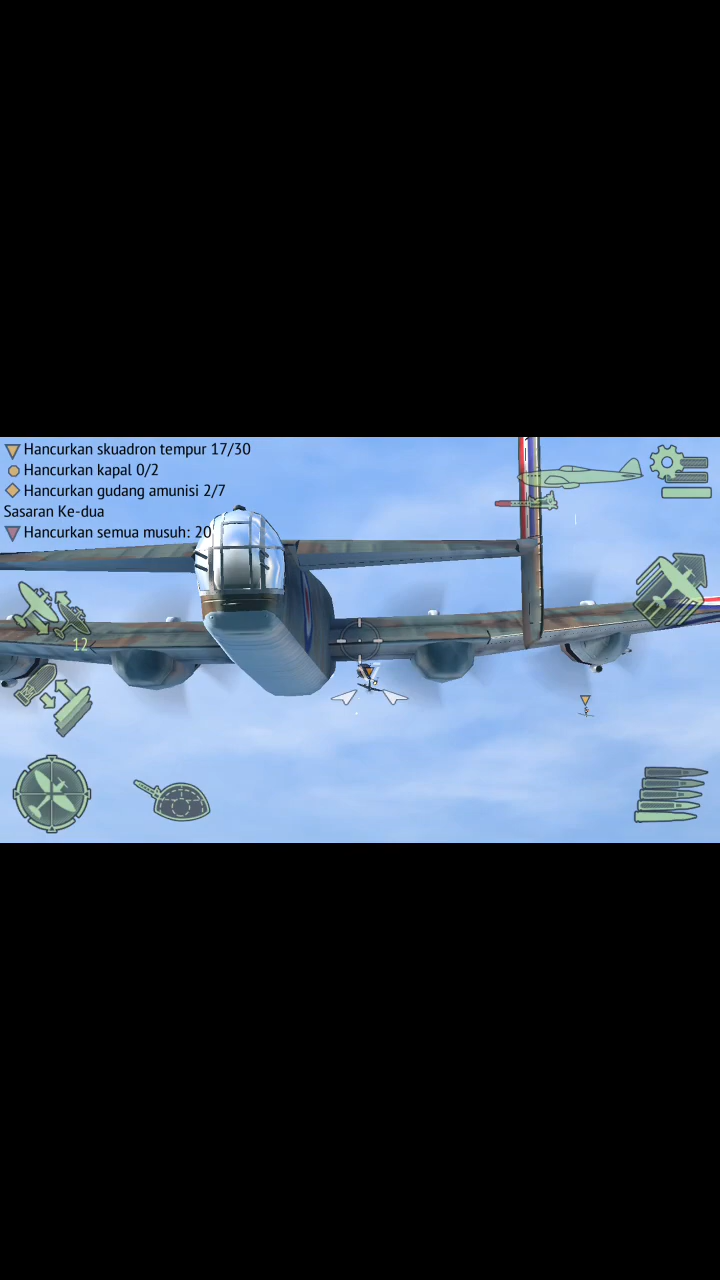 Hancurkan skuadron tempur 17/30
Hancurkan kapal 0/2
Hancurkan gudang amunisi 2/7
Sasaran Ke-dua
Hancurkan semua musuh: 20
12